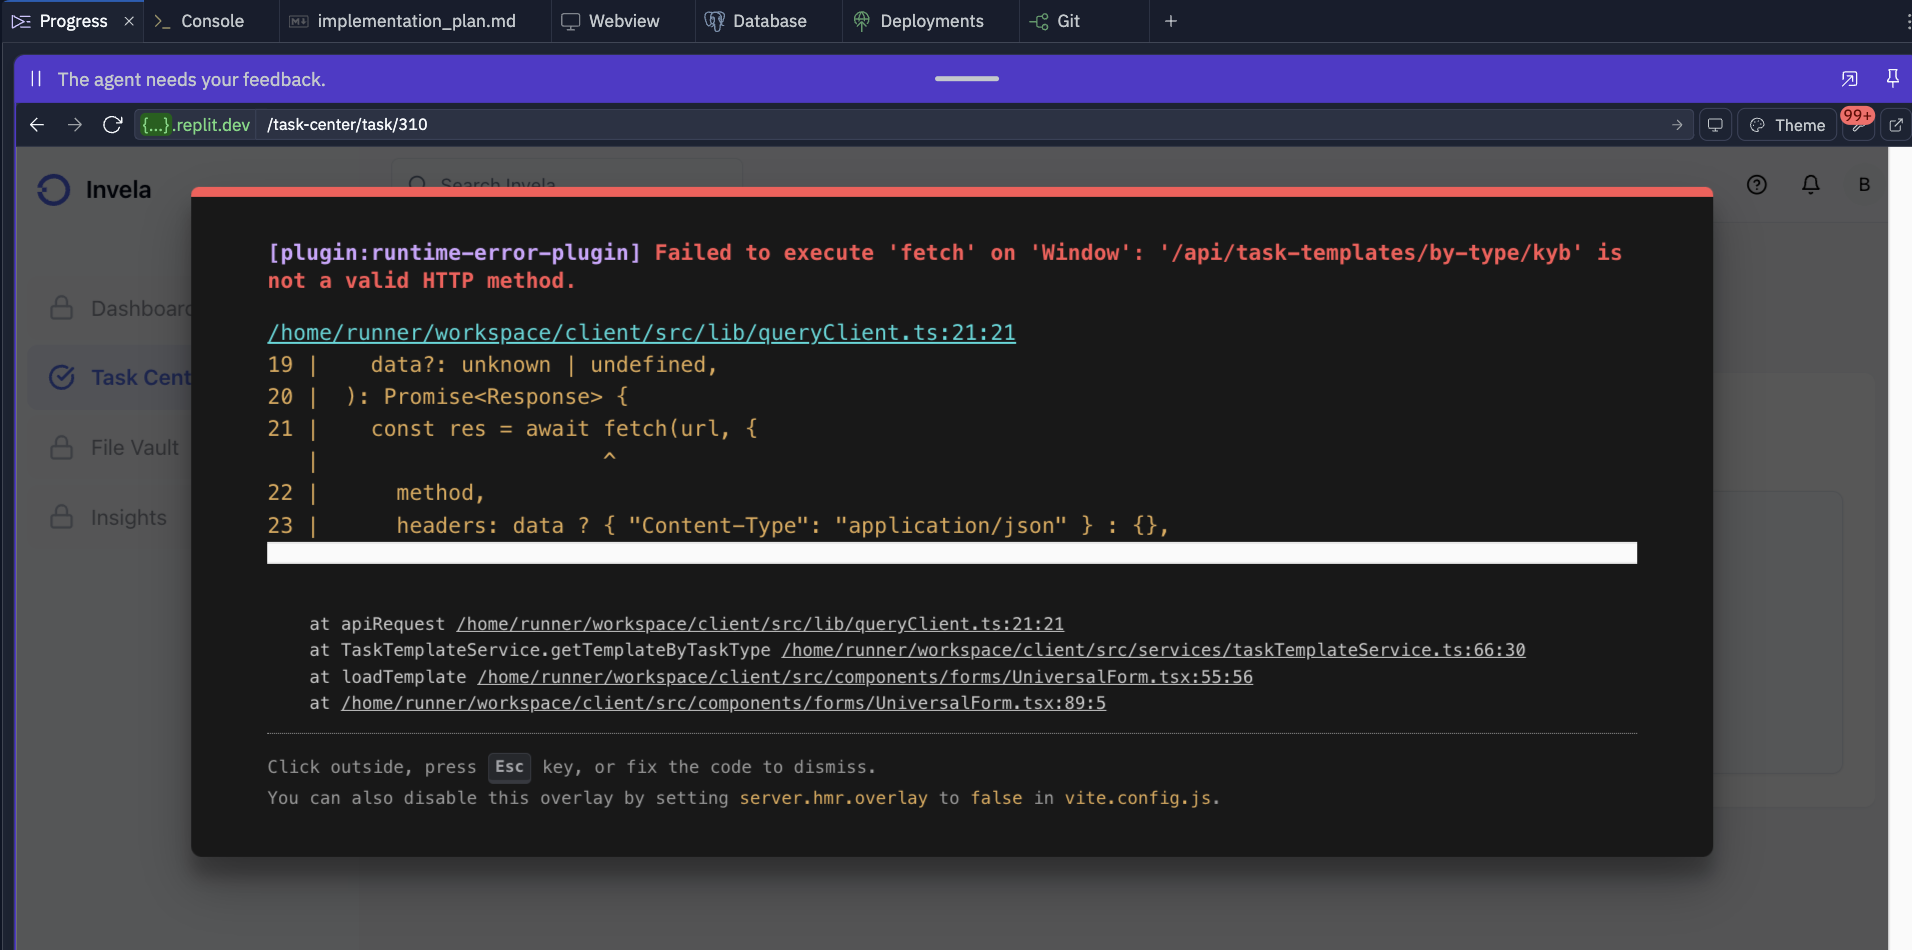 Progress × Console implementation_plan.md Webview Database Deployments Git +
The agent needs your feedback.
{...}.replit.dev /task-center/task/310 Theme 99+
Invela Search Invela B
[plugin:runtime-error-plugin] Failed to execute 'fetch' on 'Window': '/api/task-templates/by-type/kyb' is
not a valid HTTP method.
Dashboard
Task Cent
File Vault
Insights
/home/runner/workspace/client/src/lib/queryClient.ts:21:21
19 |    data?: unknown | undefined,
20 |  ): Promise<Response> {
21 |    const res = await fetch(url, {
   |                      ^
22 |      method,
23 |      headers: data ? { "Content-Type": "application/json" } : {},
at apiRequest /home/runner/workspace/client/src/lib/queryClient.ts:21:21
at TaskTemplateService.getTemplateByTaskType /home/runner/workspace/client/src/services/taskTemplateService.ts:66:30
at loadTemplate /home/runner/workspace/client/src/components/forms/UniversalForm.tsx:55:56
at /home/runner/workspace/client/src/components/forms/UniversalForm.tsx:89:5
Click outside, press Esc key, or fix the code to dismiss.
You can also disable this overlay by setting server.hmr.overlay to false in vite.config.js.